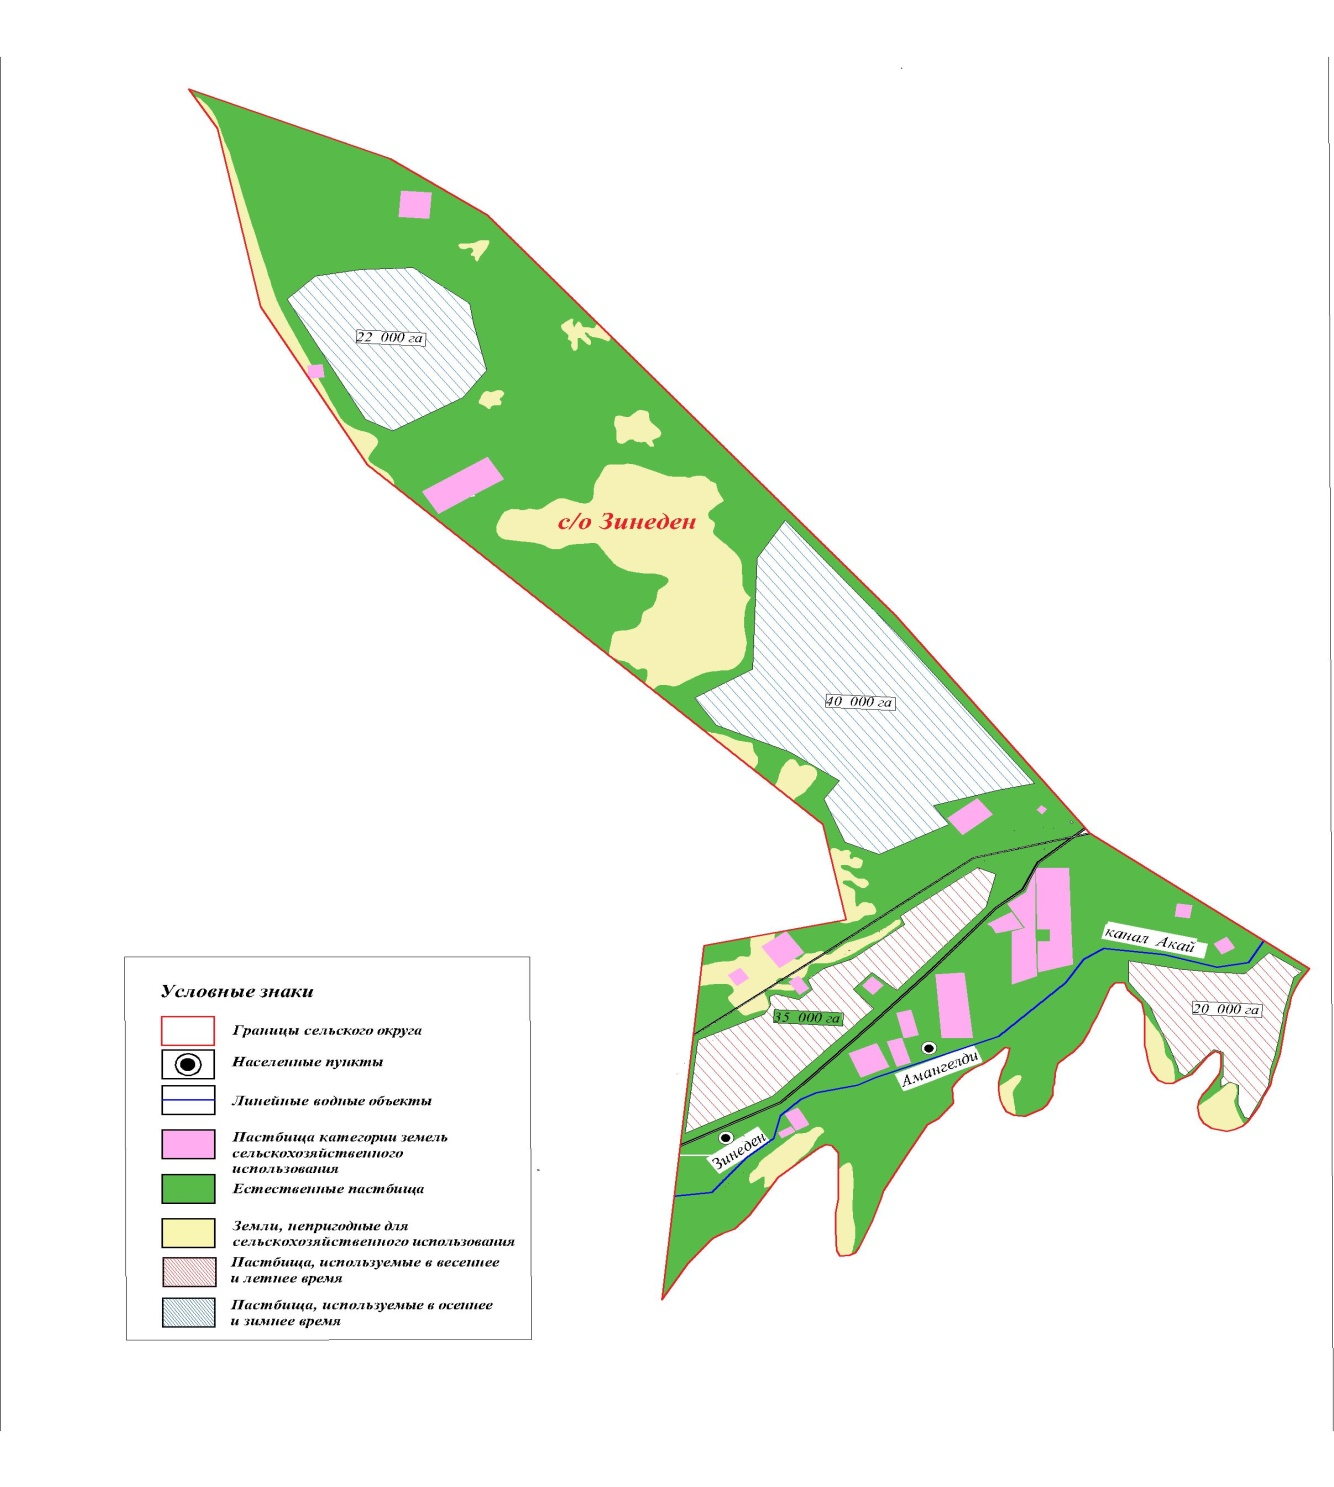 22 000 га
с/о Зинеден
40 000 га
канал Акай
35 000 га
20 000 га
Амангелди
Зинеден
Условные знаки
Границы сельского округа
Населенные пункты
Линейные водные объекты
Пастбища категории земель
сельскохозяйственного
использования
Естественные пастбища
Земли, непригодные для
сельскохозяйственного использования
Пастбища, используемые в весеннее
и летнее время
Пастбища, используемые в осеннее
и зимнее время